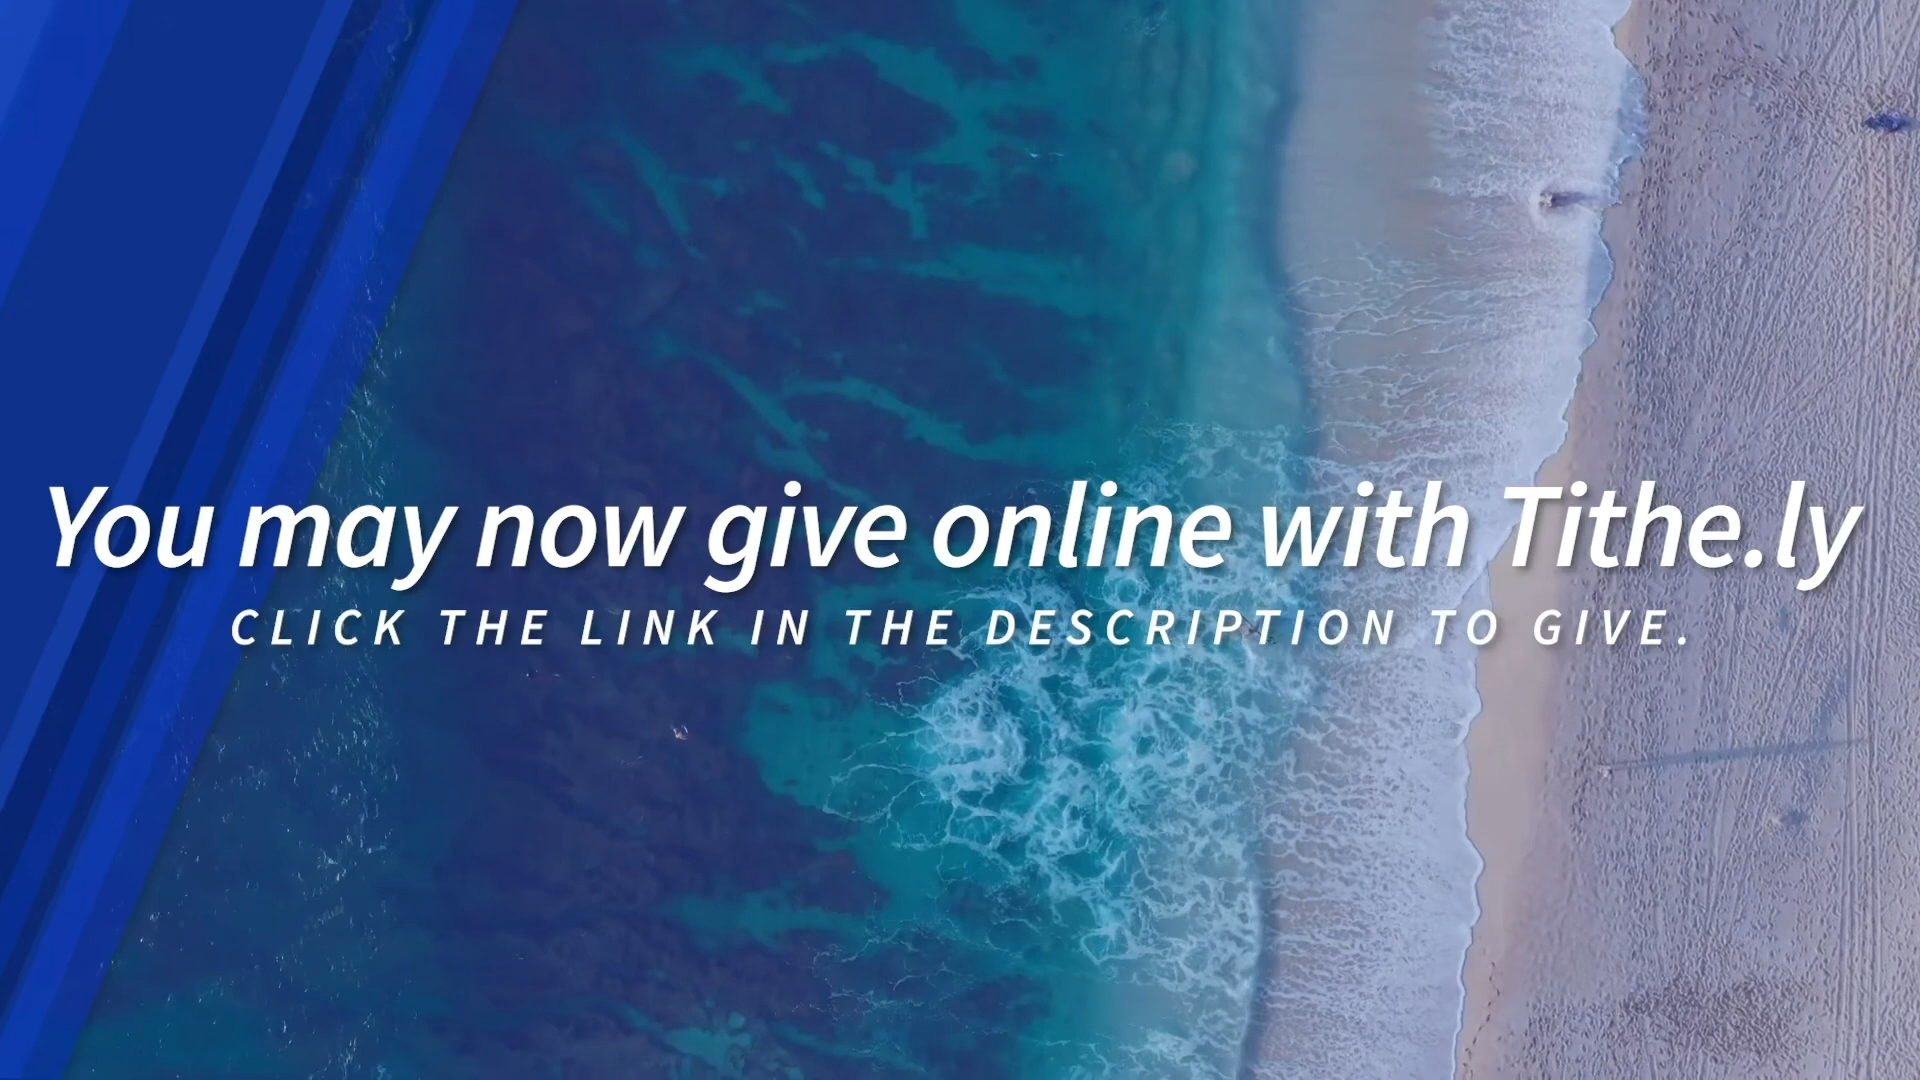 You may now give online with Tithe.ly
CLICK THE LINK IN THE DESCRIPTION TO GIVE.